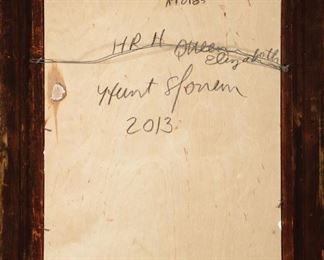 HRH Queen
Elizabeth
Hunt Slonem
2013